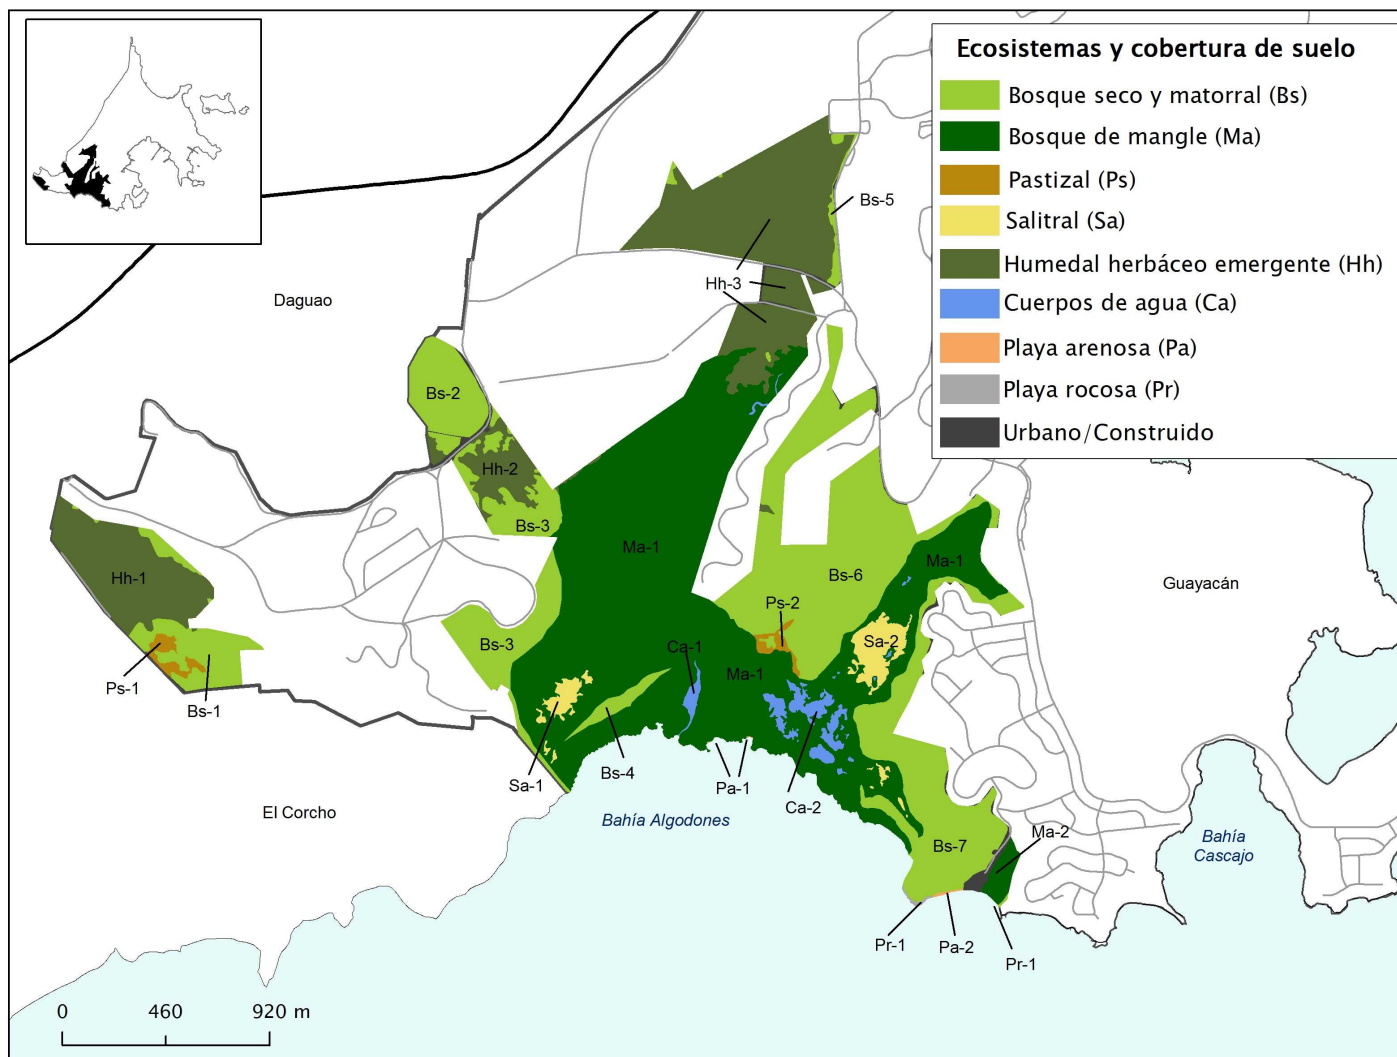 Ecosistemas y cobertura de suelo
Bosque seco y matorral (Bs)
Bosque de mangle (Ma)
Pastizal (Ps)
Salitral (Sa)
Humedal herbáceo emergente (Hh)
Cuerpos de agua (Ca)
Playa arenosa (Pa)
Playa rocosa (Pr)
Urbano/Construido
Bs-5
Hh-3
Daguao
Bs-2
Hh-2
Bs-3
Ma-1
Ma-1
Hh-1
Bs-6
Guayacán
Ps-2
Bs-3
Ca-1
Sa-2
Ma-1
Ps-1
Bs-1
Sa-1
Bs-4
Pa-1
Ca-2
El Corcho
Bahía Algodones
Ma-2
Bahía
Cascajo
Bs-7
Pr-1
Pa-2
Pr-1
0 460 920 m